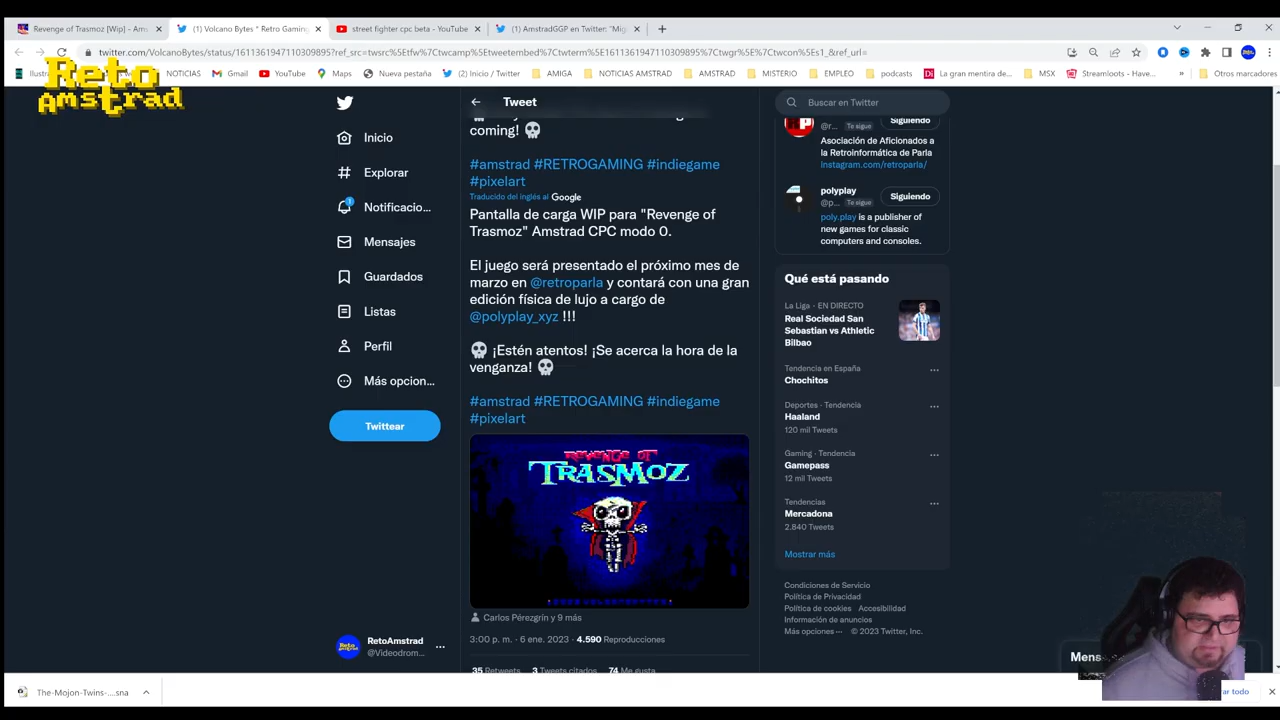 Revenge of Trasmoz [Wip] - Ams
(1) Volcano Bytes * Retro Gaming
street fighter cpc beta - YouTube
(1) AmstradGGP en Twitter: "Mig
twitter.com/VolcanoBytes/status/1611361947110309895?ref_src=twsrc%5Etfw%7Ctwcamp%5Etweetembed%7Ctwterm%5E1611361947110309895%7Ctwgr%5E%7Ctwcon%5Es1_&ref_url=
NOTICIAS
Gmail
YouTube
Maps
Nueva pestaña
(2) Inicio / Twitter
AMIGA
NOTICIAS AMSTRAD
AMSTRAD
MISTERIO
EMPLEO
podcasts
La gran mentira de...
MSX
Streamloots - Have...
Otros marcadores
Reto
Amstrad
Inicio
Explorar
Notificacio...
Mensajes
Guardados
Listas
Perfil
Más opcion...
Twittear
RetoAmstrad
@Videodrom...
Tweet
coming! 💀
#amstrad #RETROGAMING #indiegame
#pixelart
Traducido del inglés al Google
Pantalla de carga WIP para "Revenge of
Trasmoz" Amstrad CPC modo 0.
El juego será presentado el próximo mes de
marzo en @retroparla y contará con una gran
edición física de lujo a cargo de
@polyplay_xyz !!!
💀 ¡Estén atentos! ¡Se acerca la hora de la
venganza! 💀
#amstrad #RETROGAMING #indiegame
#pixelart
REVENGE OF
TRASMOZ
Carlos Pérezgrín y 9 más
3:00 p. m. · 6 ene. 2023 · 4.590 Reproducciones
35 Retweets 3 Tweets citados 74 Me gusta
Buscar en Twitter
@r... Te sigue
Siguiendo
Asociación de Aficionados a
la Retroinformática de Parla
Instagram.com/retroparla/
polyplay
@p... Te sigue
Siguiendo
poly.play is a publisher of
new games for classic
computers and consoles.
Qué está pasando
La Liga · EN DIRECTO
Real Sociedad San
Sebastian vs Athletic
Bilbao
Tendencia en España
Chochitos
Deportes · Tendencia
Haaland
120 mil Tweets
Gaming · Tendencia
Gamepass
12 mil Tweets
Tendencias
Mercadona
2.840 Tweets
Mostrar más
Condiciones de Servicio
Política de Privacidad
Política de cookies Accesibilidad
Información de anuncios
Más opciones ··· © 2023 Twitter, Inc.
The-Mojon-Twins-....sna